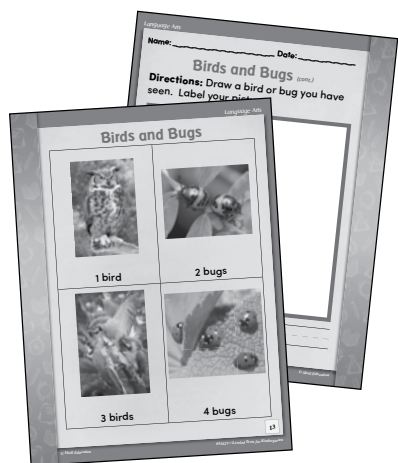 Language Arts
Name: Date:
Birds and Bugs (cont.)
Directions: Draw a bird or bug you have
seen. Label your
Language Arts
Birds and Bugs
1 bird
2 bugs
3 birds
4 bugs
13